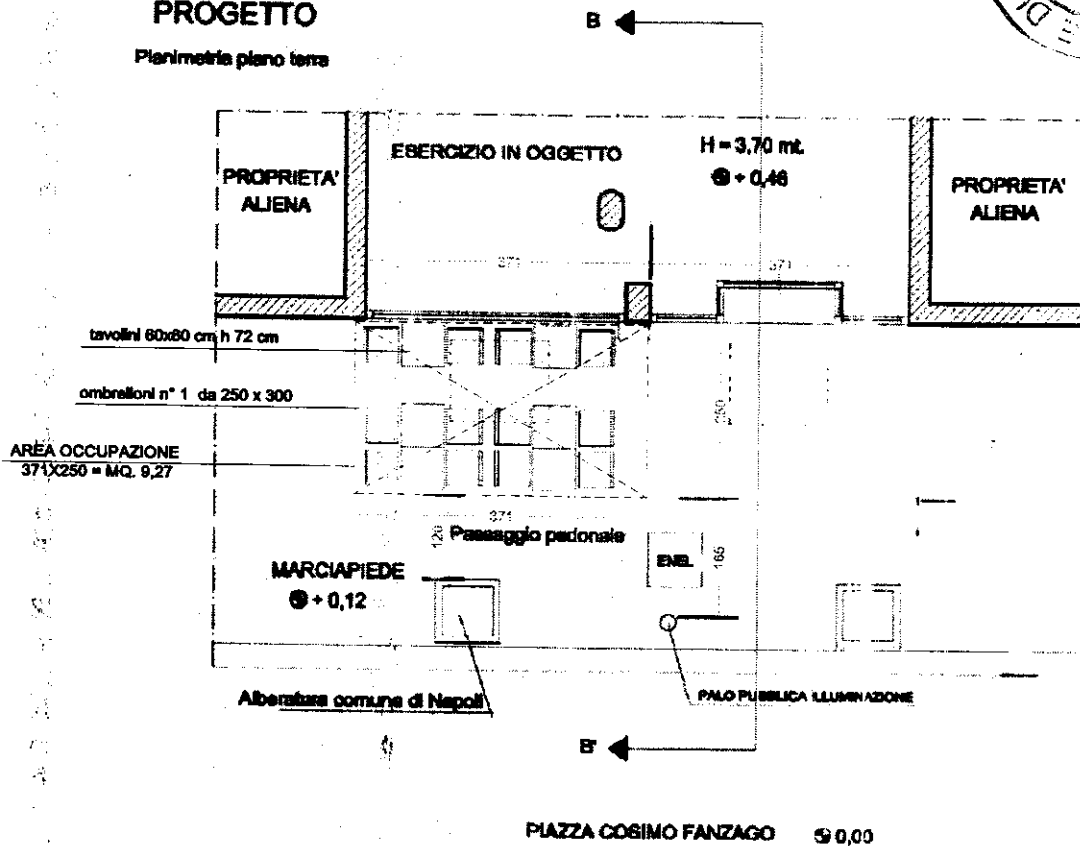 PROGETTO
Planimetria piano terra
B
ESERCIZIO IN OGGETTO
H = 3,70 mt.
+ 0,46
PROPRIETA'
ALIENA
PROPRIETA'
ALIENA
371
371
tavolini 60x80 cm h 72 cm
ombrelloni n° 1 da 250 x 300
250
AREA OCCUPAZIONE
371X250 = MQ. 9,27
371
120
Passaggio pedonale
ENEL
165
MARCIAPIEDE
+ 0,12
Alberatura comune di Napoli
PALO PUBBLICA ILLUMINAZIONE
B'
PIAZZA COSIMO FANZAGO 0,00